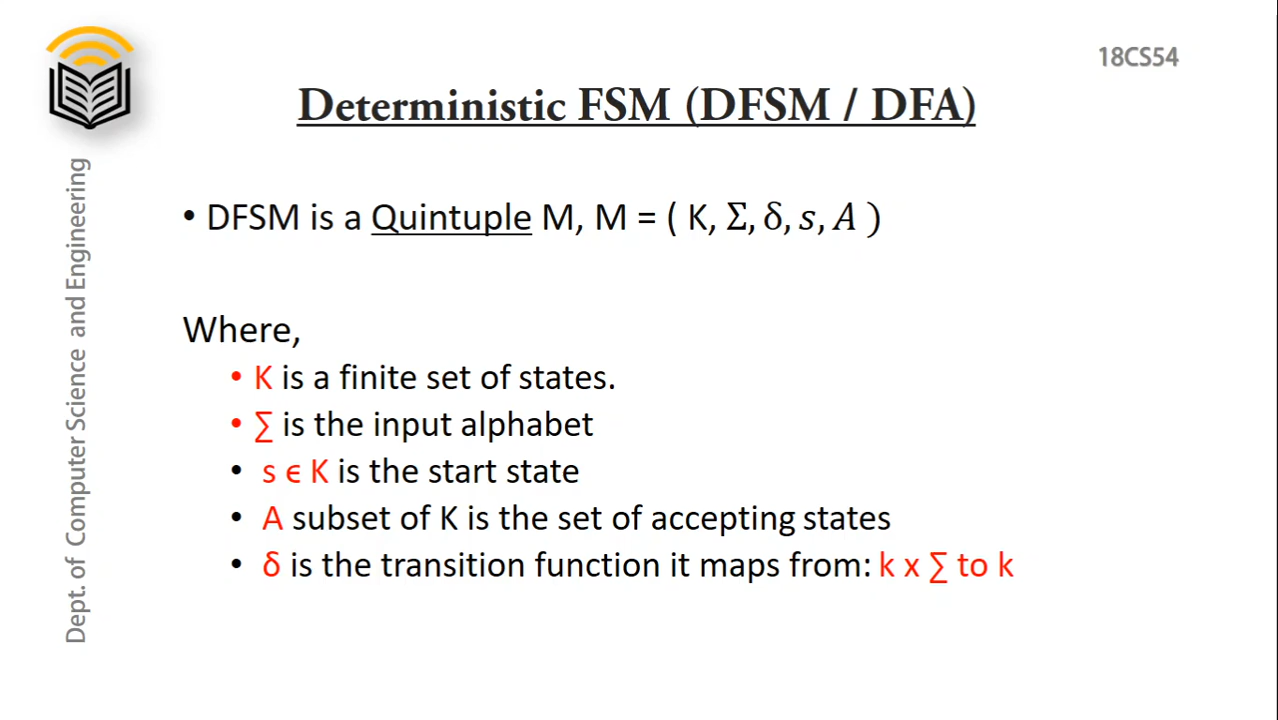 18CS54
Deterministic FSM (DFSM / DFA)
Dept. of Computer Science and Engineering
• DFSM is a Quintuple M, M = ( K, Σ, δ, s, A )
Where,
• K is a finite set of states.
• ∑ is the input alphabet
• s ϵ K is the start state
• A subset of K is the set of accepting states
• δ is the transition function it maps from: k x ∑ to k